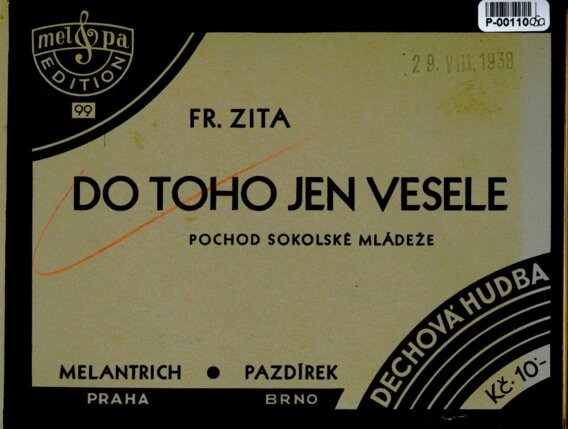 mel&pa
EDITION
99
P-0011050
29. VIII. 1938
FR. ZITA
DO TOHO JEN VESELE
POCHOD SOKOLSKÉ MLÁDEŽE
DECHOVÁ HUDBA
Kč. 10·-
MELANTRICH • PAZDÍREK
PRAHA BRNO